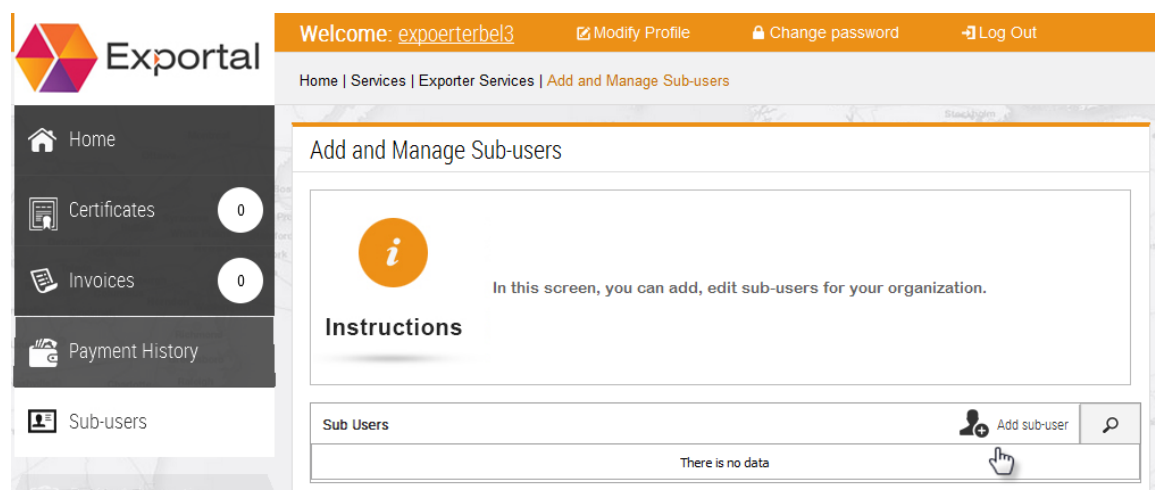 Exportal
Welcome: expoerterbel3 Modify Profile Change password Log Out
Home | Services | Exporter Services | Add and Manage Sub-users
Stockholm
Home
Certificates 0
Invoices 0
Payment History
Sub-users
Add and Manage Sub-users
i
In this screen, you can add, edit sub-users for your organization.
Instructions
Sub Users Add sub-user
There is no data